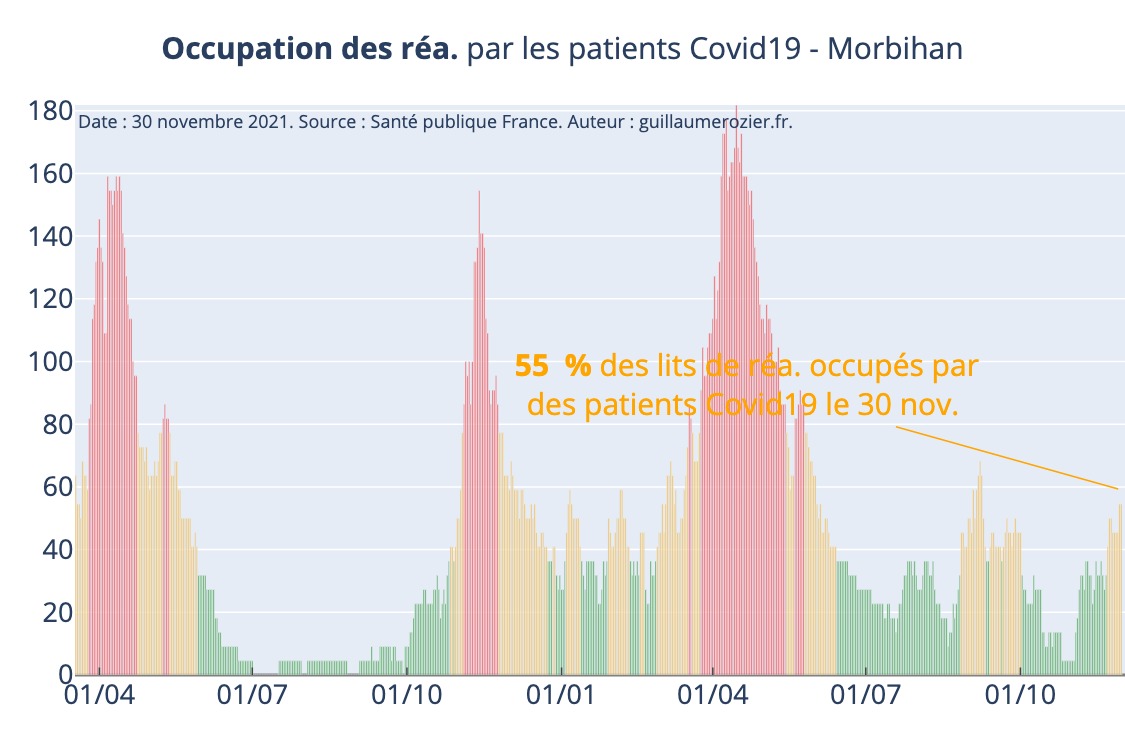 Occupation des réa. par les patients Covid19 - Morbihan
180
Date : 30 novembre 2021. Source : Santé publique France. Auteur : guillaumerozier.fr.
160
140
120
100
55 % des lits de réa. occupés par
des patients Covid19 le 30 nov.
80
60
40
20
0
01/04 01/07 01/10 01/01 01/04 01/07 01/10